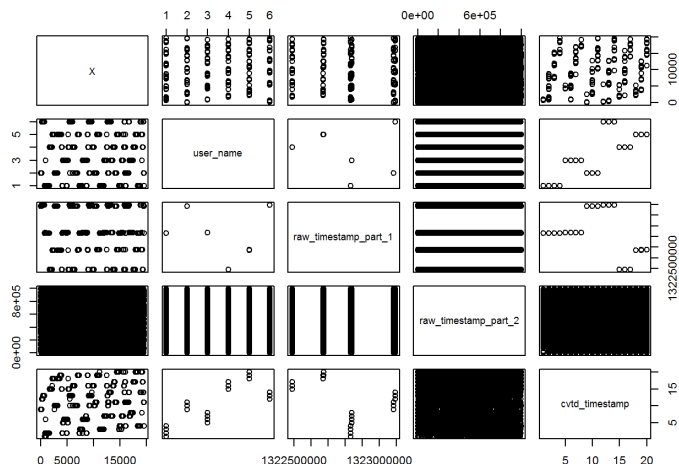 1 2 3 4 5 6
0e+00 6e+05
X
0 10000
1 3 5
user_name
raw_timestamp_part_1
1322500000
0e+00 8e+05
raw_timestamp_part_2
5 15
cvtd_timestamp
0 5000 15000
1322500000 1323000000
5 10 15 20